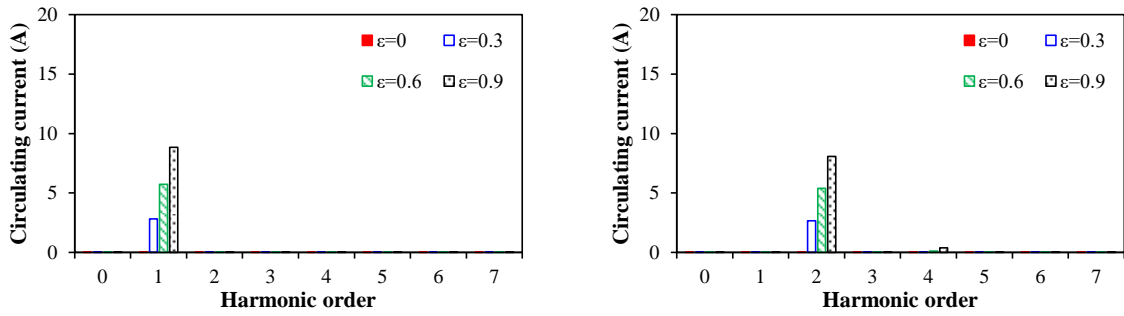 Circulating current (A)
20
15
10
5
0
ε=0 ε=0.3
ε=0.6 ε=0.9
0 1 2 3 4 5 6 7
Harmonic order
Circulating current (A)
20
15
10
5
0
ε=0 ε=0.3
ε=0.6 ε=0.9
0 1 2 3 4 5 6 7
Harmonic order